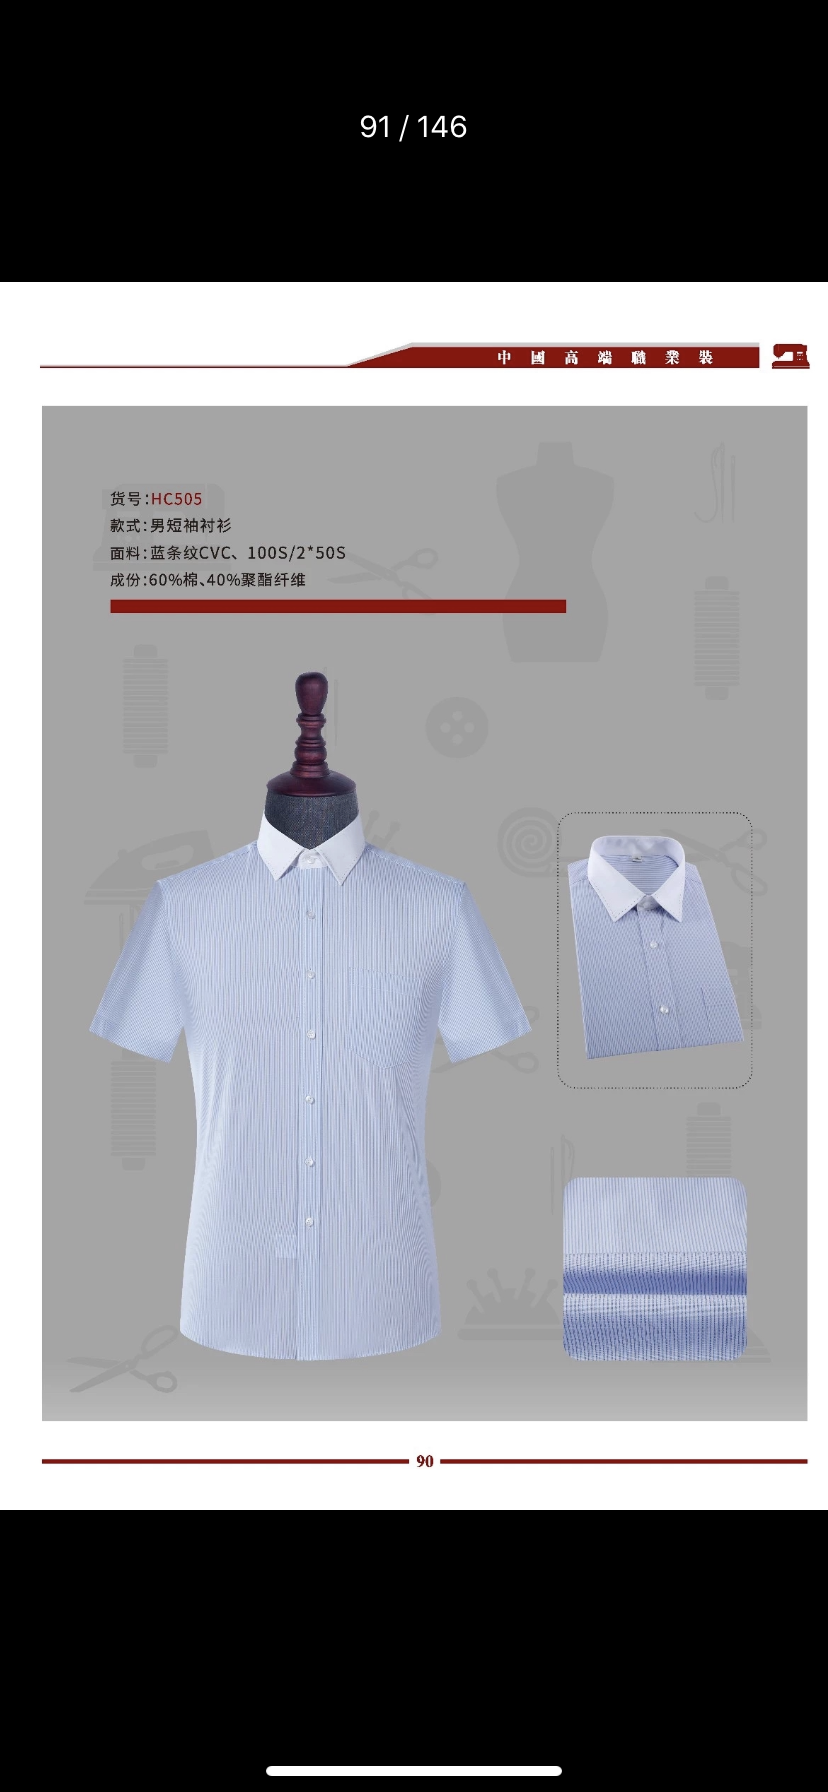 91 / 146
中國高端職業裝
货号:HC505
款式:男短袖衬衫
面料:蓝条纹CVC、100S/2*50S
成份:60%棉、40%聚酯纤维
90